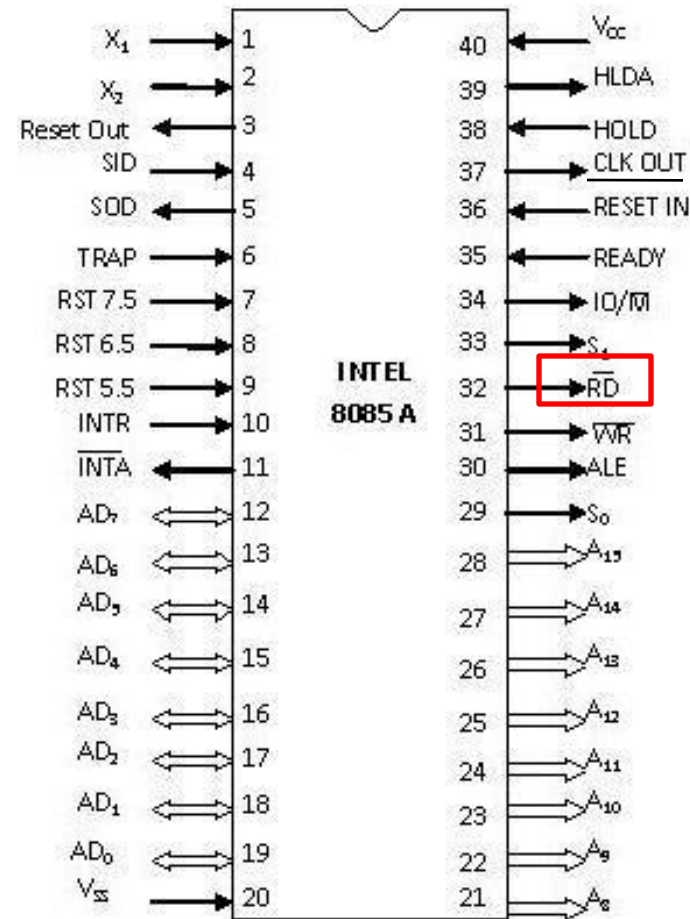 X₁ 1 40 Vcc
X₂ 2 39 HLDA
Reset Out 3 38 HOLD
SID 4 37 CLK OUT
SOD 5 36 RESET IN
TRAP 6 35 READY
RST 7.5 7 34 IO/M̅
RST 6.5 8 33 S₁
RST 5.5 9 32 R̅D̅
INTR 10 31 W̅R̅
I̅N̅T̅A̅ 11 30 ALE
AD₇ 12 29 S₀
AD₆ 13 28 A₁₅
AD₅ 14 27 A₁₄
AD₄ 15 26 A₁₃
AD₃ 16 25 A₁₂
AD₂ 17 24 A₁₁
AD₁ 18 23 A₁₀
AD₀ 19 22 A₉
Vss 20 21 A₈
INTEL
8085 A